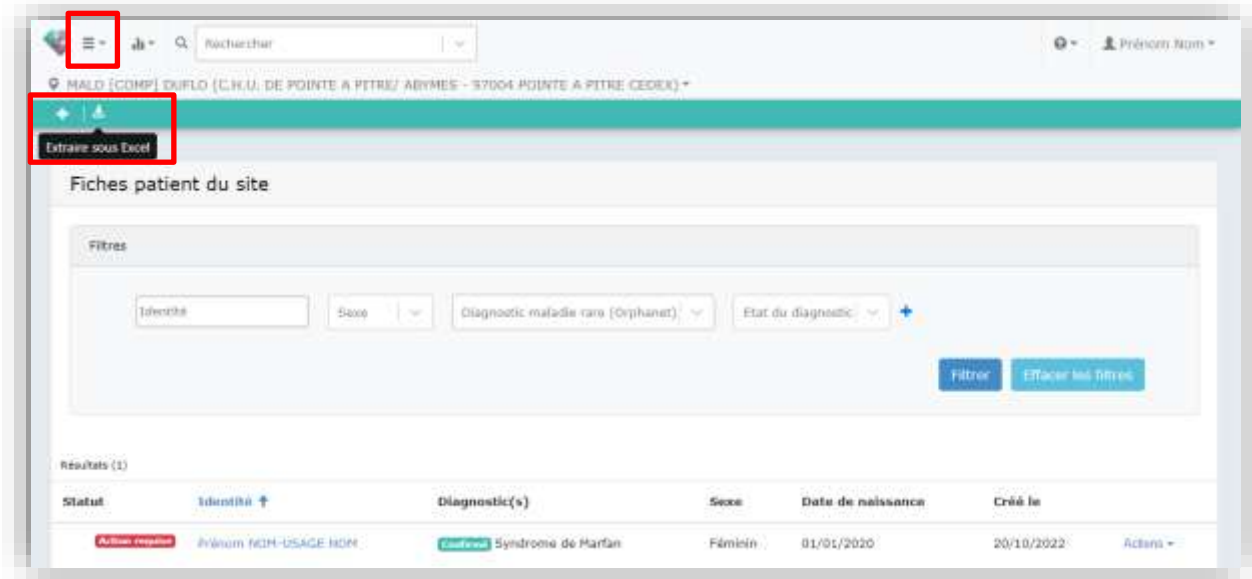 Rechercher
Prénom Nom
MALO [COMP] DUFLO (C.H.U. DE POINTE A PITRE/ ABYMES - 97004 POINTE A PITRE CEDEX)
Extraire sous Excel
Fiches patient du site
Filtres
Identité Sexe Diagnostic maladie rare (Orphanet) Etat du diagnostic
Filtrer Effacer les filtres
Résultats (1)
Statut Identité Diagnostic(s) Sexe Date de naissance Créé le
Action requise Prénom NOM-USAGE NOM Confirmé Syndrome de Marfan Féminin 01/01/2020 20/10/2022 Actions